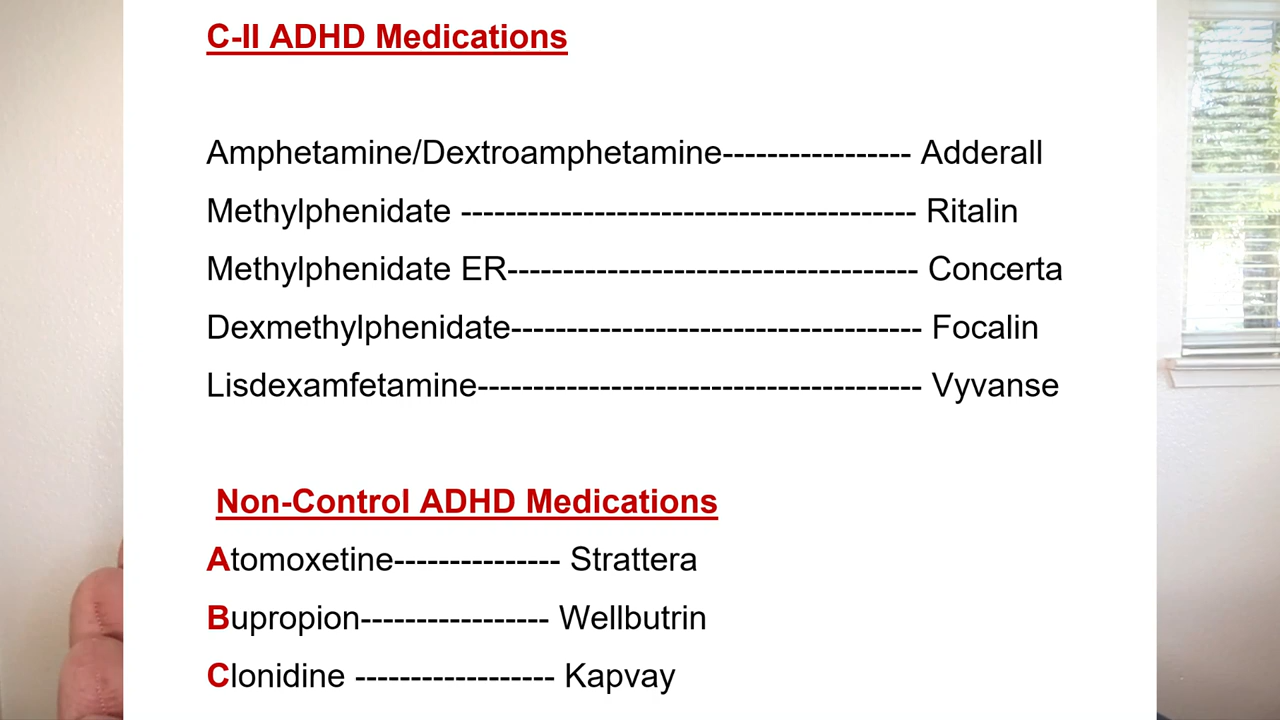 C-II ADHD Medications
Amphetamine/Dextroamphetamine----------------- Adderall
Methylphenidate ----------------------------------------- Ritalin
Methylphenidate ER------------------------------------- Concerta
Dexmethylphenidate------------------------------------- Focalin
Lisdexamfetamine---------------------------------------- Vyvanse
Non-Control ADHD Medications
Atomoxetine--------------- Strattera
Bupropion----------------- Wellbutrin
Clonidine ------------------ Kapvay